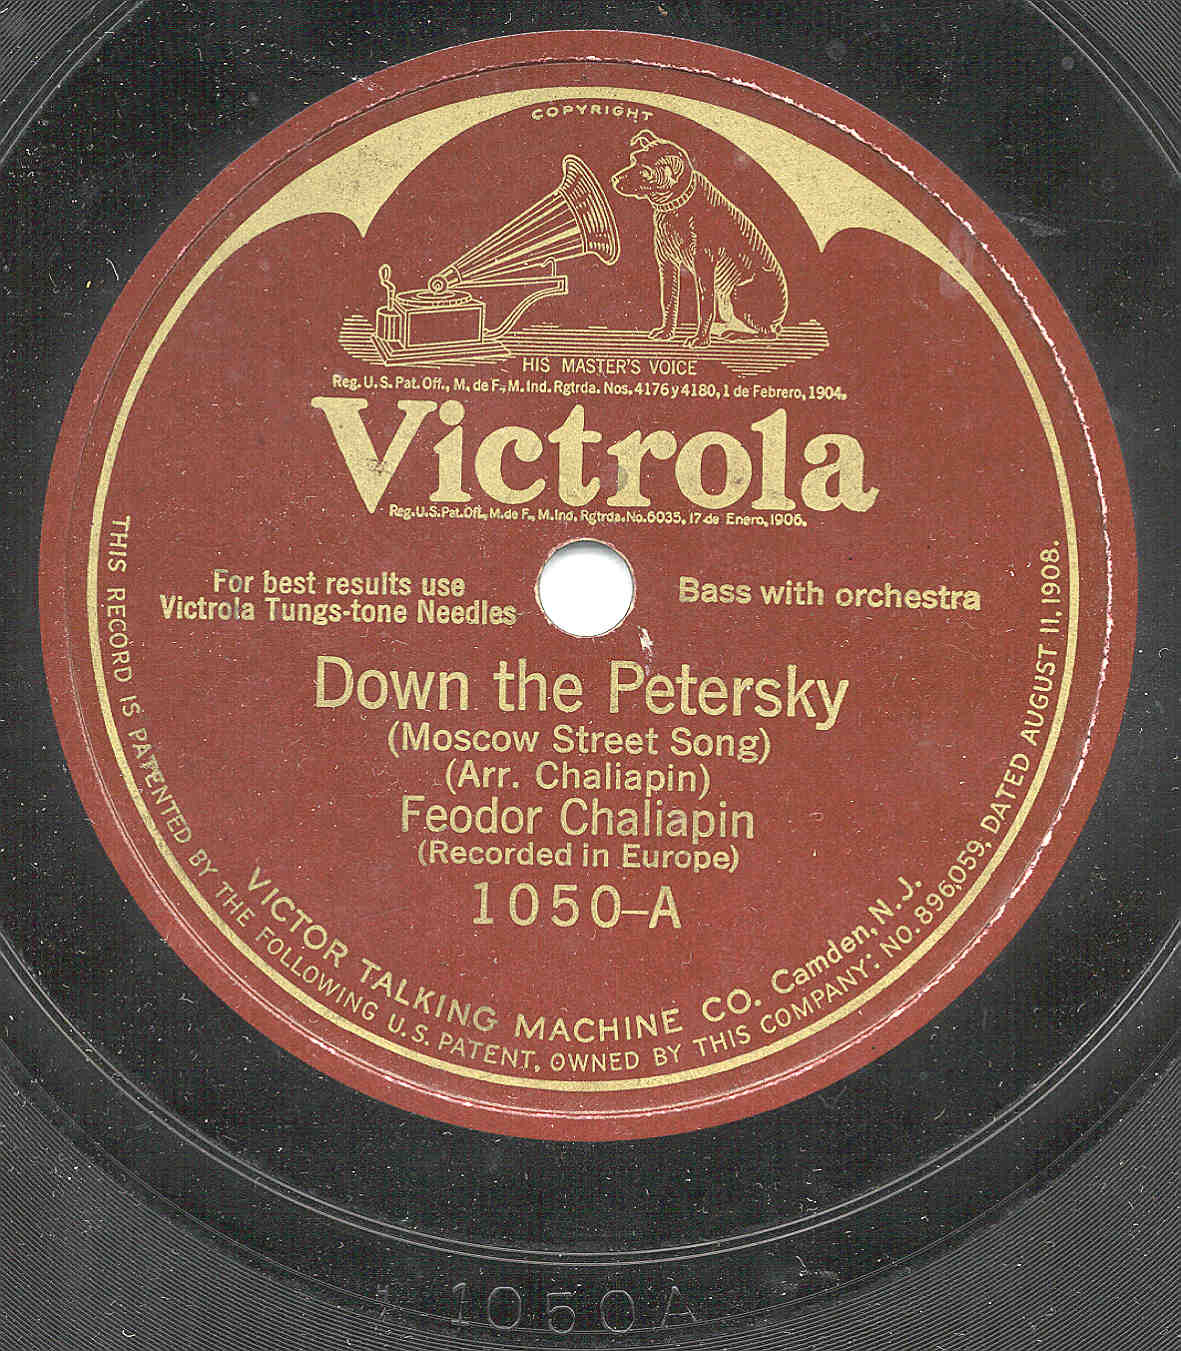 COPYRIGHT
HIS MASTER'S VOICE
Reg. U.S. Pat. Off., M. de F., M. Ind. Rgtrda. Nos. 4176 y 4180, 1 de Febrero, 1904.
Victrola
Reg. U.S. Pat. Off., M. de F., M. Ind. Rgtrda. No. 6035, 17 de Enero, 1906.
For best results use
Victrola Tungs-tone Needles
Bass with orchestra
Down the Petersky
(Moscow Street Song)
(Arr. Chaliapin)
Feodor Chaliapin
(Recorded in Europe)
1050-A
VICTOR TALKING MACHINE CO. Camden, N. J.
THIS RECORD IS PATENTED BY THE FOLLOWING U.S. PATENT, OWNED BY THIS COMPANY: NO. 896,059, DATED AUGUST 11, 1908.
1050A